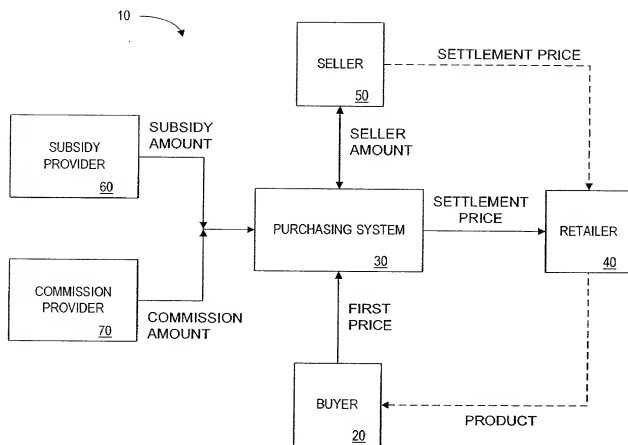 10
SELLER
50
SETTLEMENT PRICE
SUBSIDY
AMOUNT
SUBSIDY
PROVIDER
60
SELLER
AMOUNT
PURCHASING SYSTEM
30
SETTLEMENT
PRICE
RETAILER
40
COMMISSION
PROVIDER
70
COMMISSION
AMOUNT
FIRST
PRICE
BUYER
20
PRODUCT